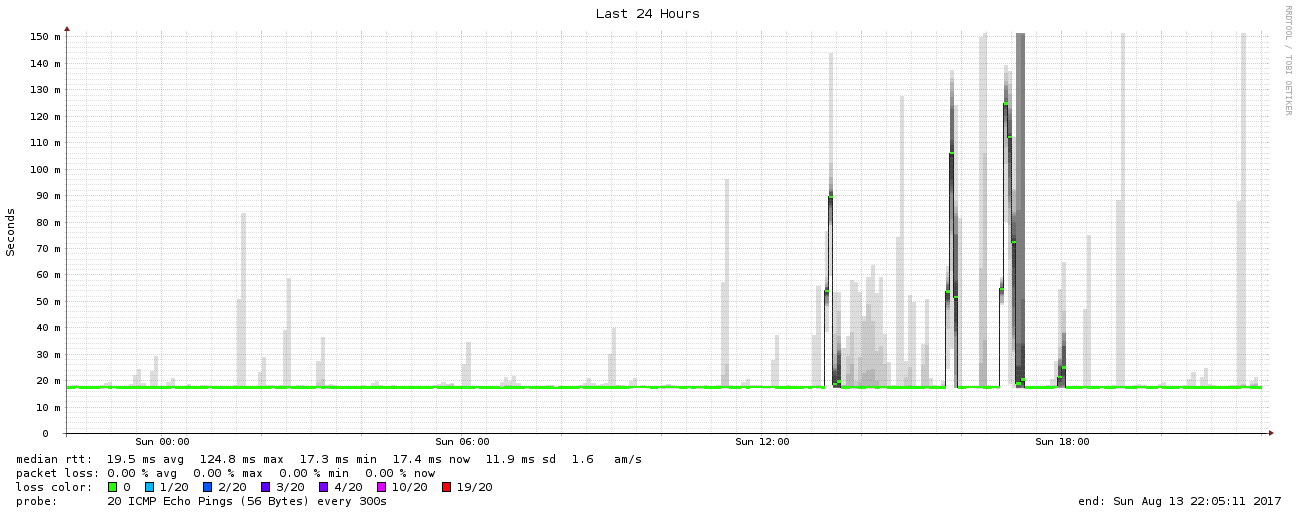 Last 24 Hours
RRDTOOL / TOBI OETIKER
Seconds
150 m
140 m
130 m
120 m
110 m
100 m
90 m
80 m
70 m
60 m
50 m
40 m
30 m
20 m
10 m
0
Sun 00:00 Sun 06:00 Sun 12:00 Sun 18:00
median rtt: 19.5 ms avg 124.8 ms max 17.3 ms min 17.4 ms now 11.9 ms sd 1.6 am/s
packet loss: 0.00 % avg 0.00 % max 0.00 % min 0.00 % now
loss color: 0 1/20 2/20 3/20 4/20 10/20 19/20
probe: 20 ICMP Echo Pings (56 Bytes) every 300s end: Sun Aug 13 22:05:11 2017